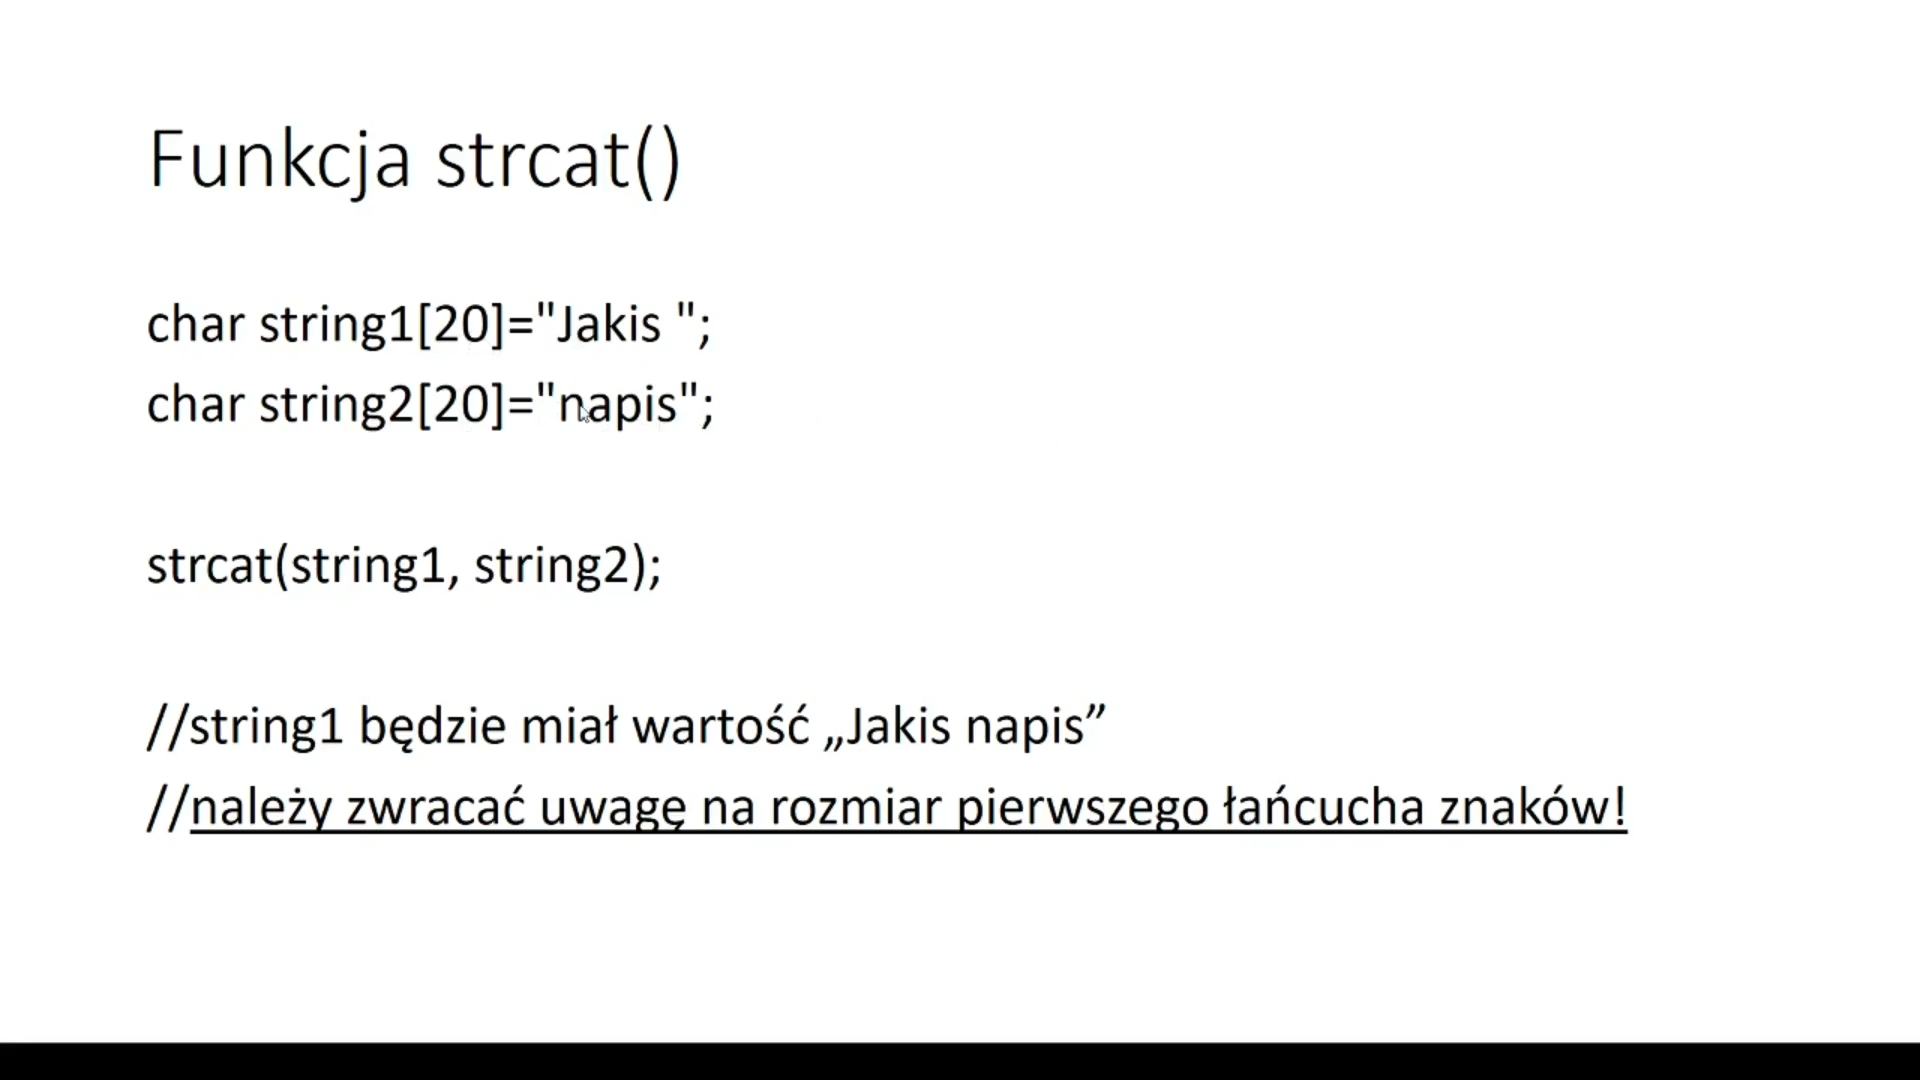 Funkcja strcat()
char string1[20]="Jakis ";
char string2[20]="napis";
strcat(string1, string2);
//string1 będzie miał wartość „Jakis napis”
//należy zwracać uwagę na rozmiar pierwszego łańcucha znaków!